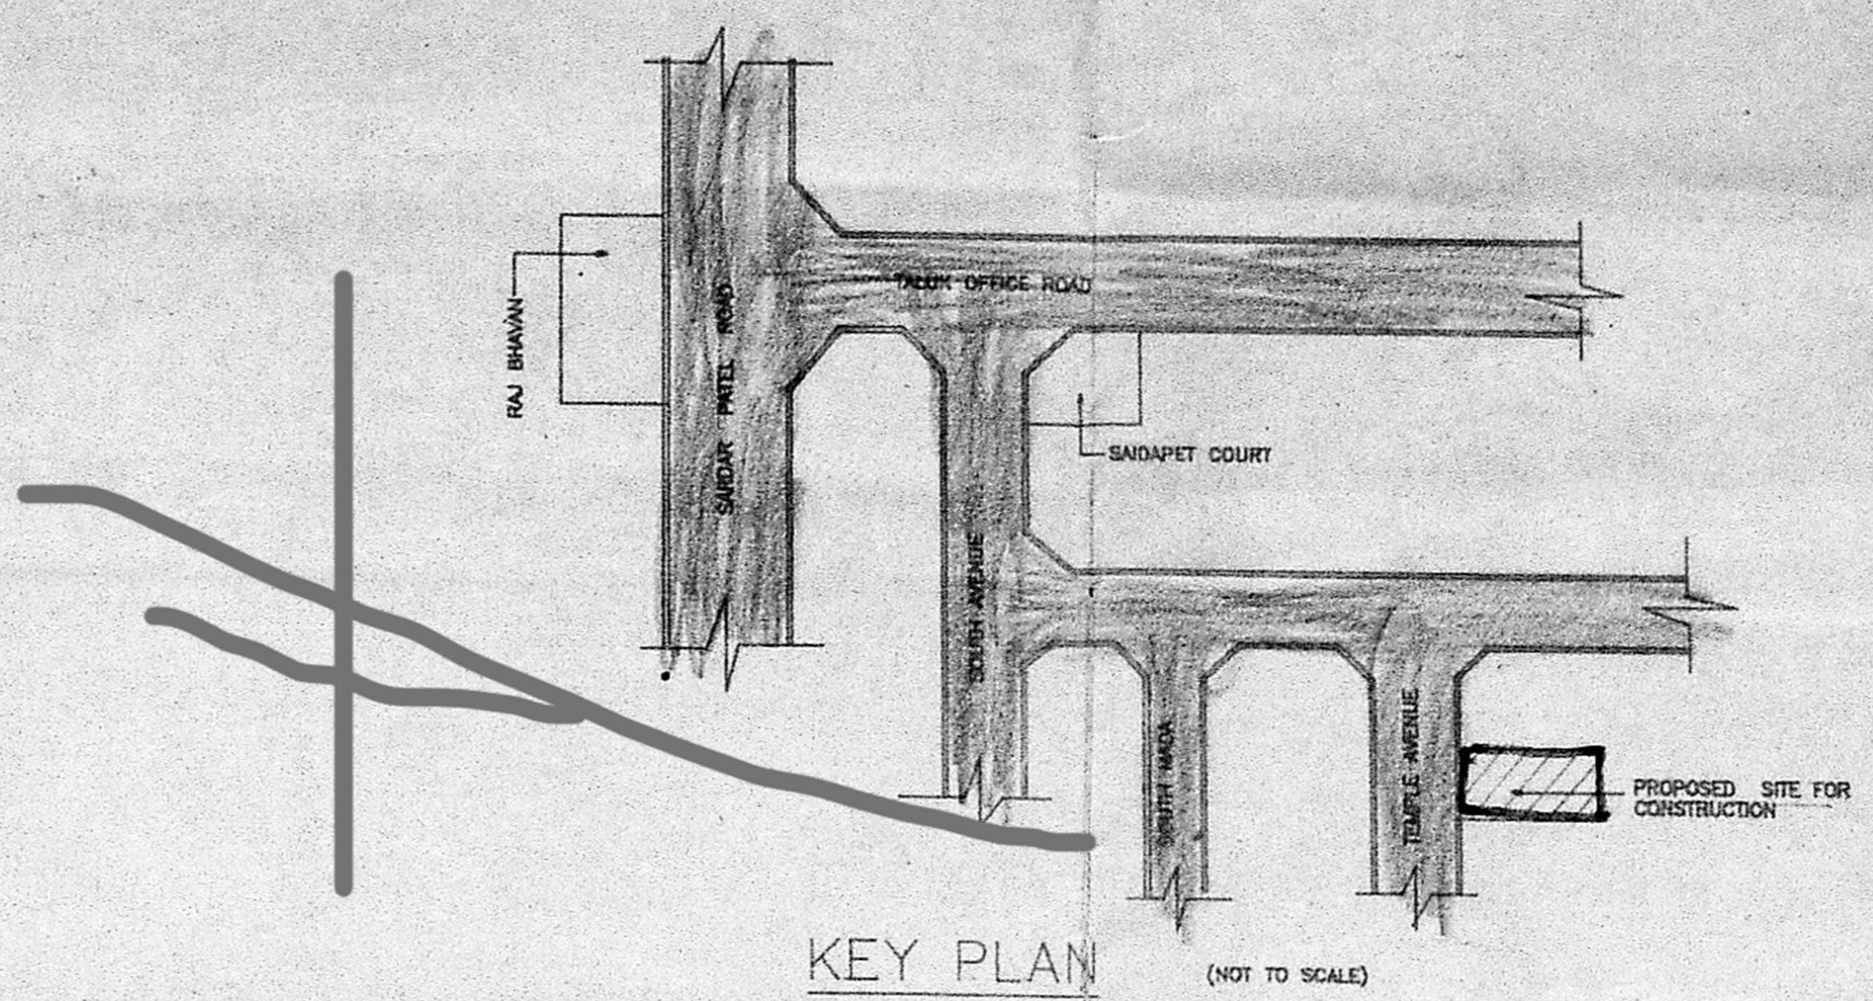 TALUK OFFICE ROAD
RAJ BHAVAN
SARDAR PATEL ROAD
SAIDAPET COURT
SOUTH AVENUE
SOUTH MADA
TEMPLE AVENUE
PROPOSED SITE FOR
CONSTRUCTION
KEY PLAN
(NOT TO SCALE)